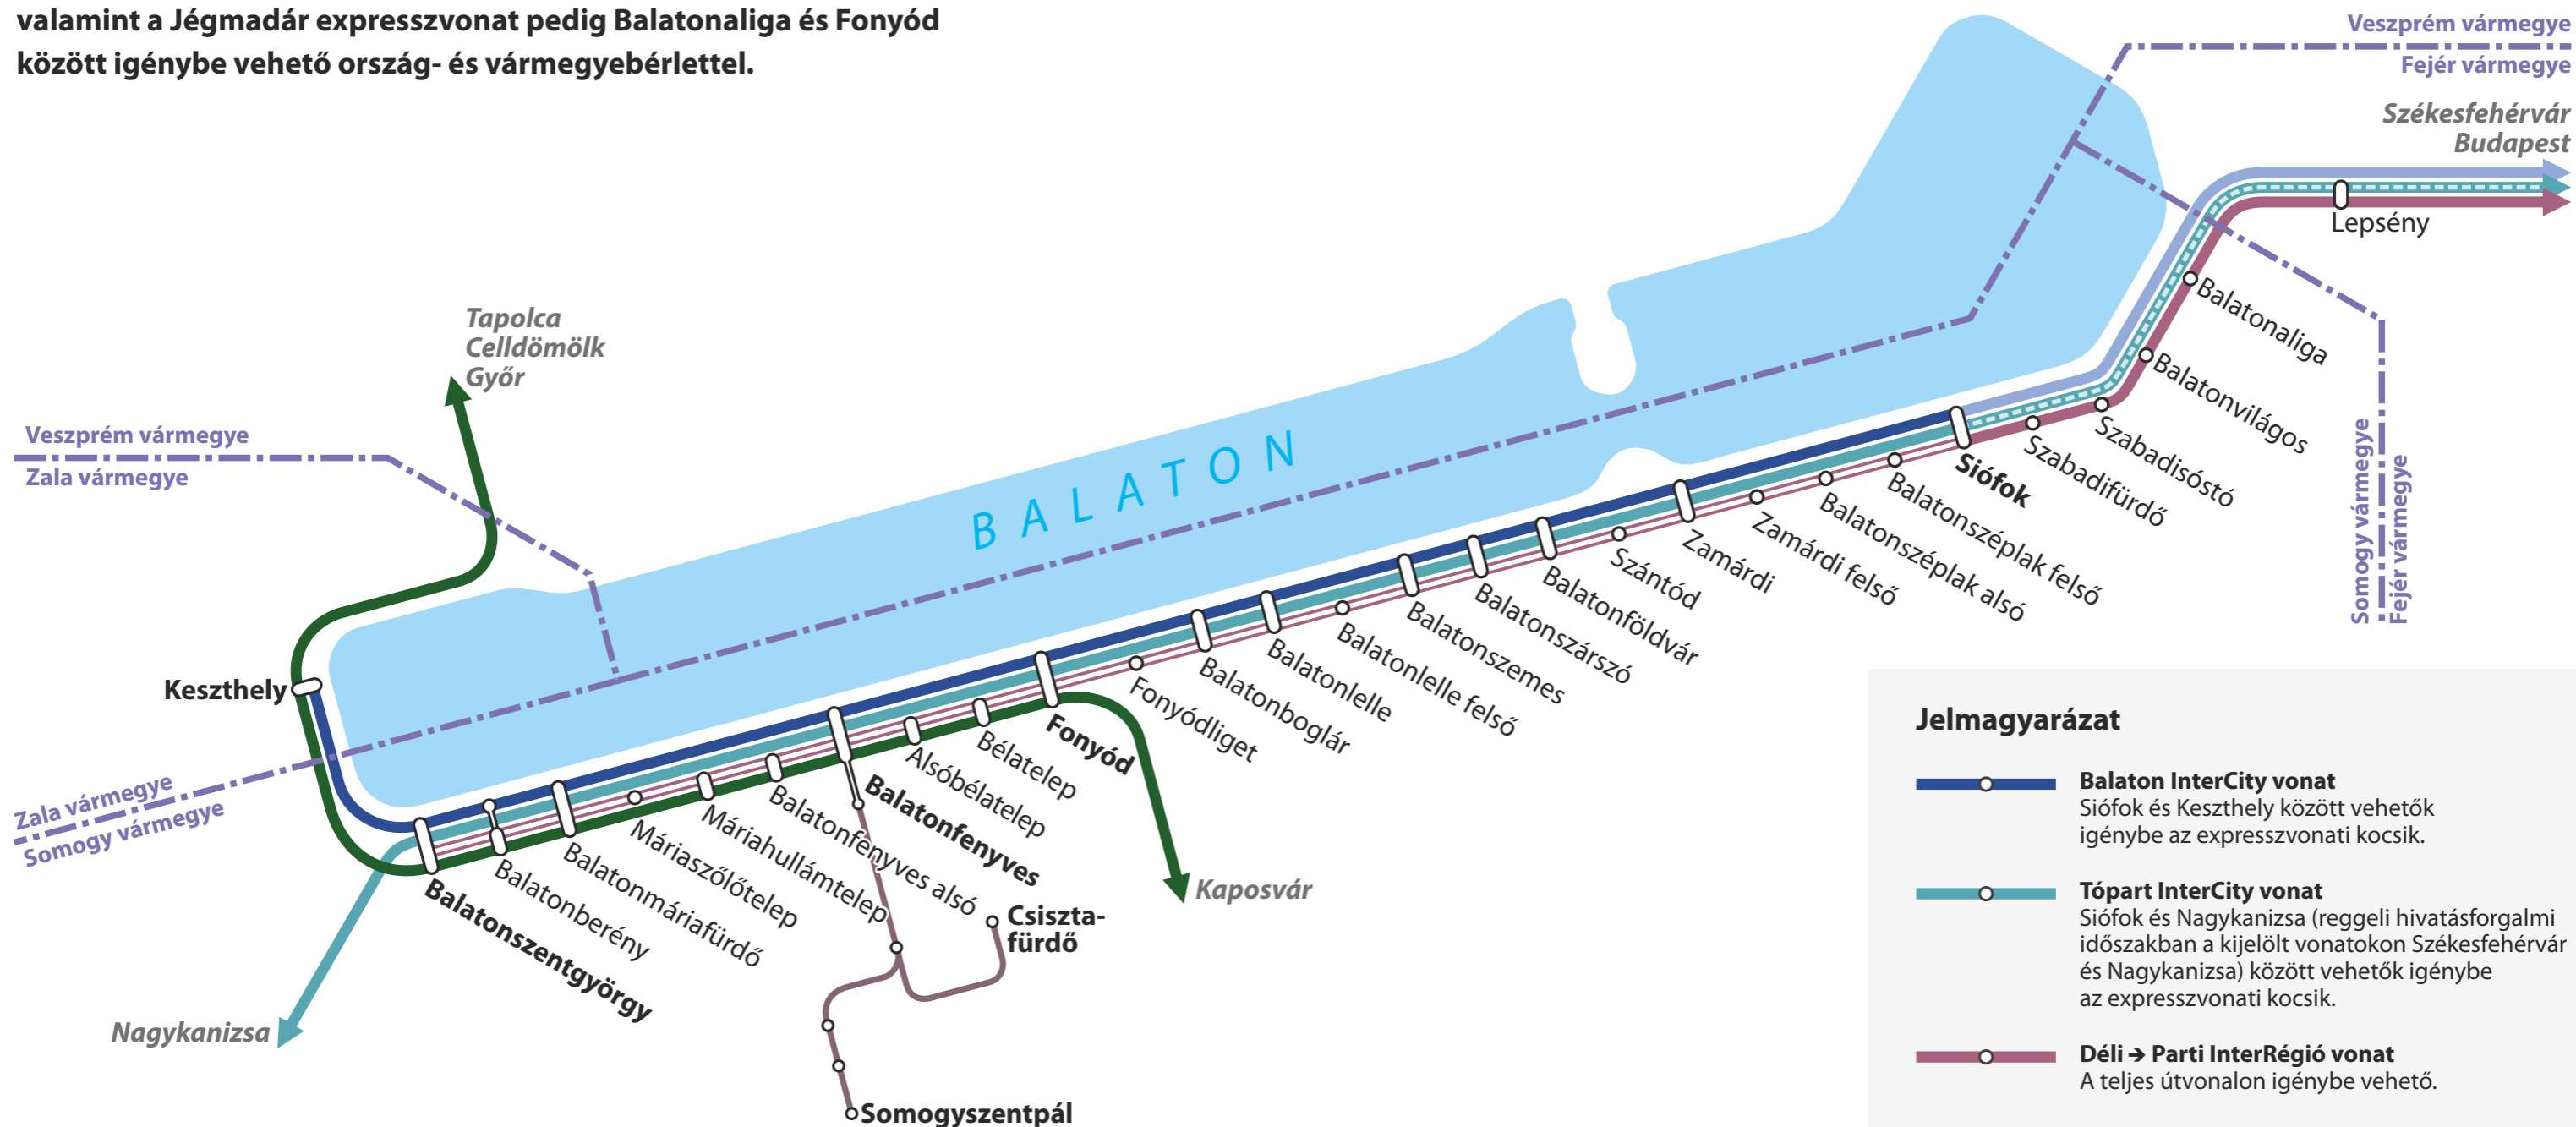 valamint a Jégmadár expresszvonat pedig Balatonaliga és Fonyód
között igénybe vehető ország- és vármegyebérlettel.
Veszprém vármegye
Fejér vármegye
Székesfehérvár
Budapest
Lepsény
Balatonaliga
Balatonvilágos
Szabadisóstó
Szabadifürdő
Siófok
Balatonszéplak felső
Balatonszéplak alsó
Zamárdi felső
Zamárdi
Szántód
Balatonföldvár
Balatonszárszó
Balatonszemes
Balatonlelle felső
Balatonlelle
Balatonboglár
Fonyódliget
Fonyód
Bélatelep
Alsóbélatelep
Balatonfenyves
Balatonfenyves alsó
Máriahullámtelep
Máriaszőlőtelep
Balatonmáriafürdő
Balatonberény
Balatonszentgyörgy
Somogy vármegye
Fejér vármegye
Tapolca
Celldömölk
Győr
Veszprém vármegye
Zala vármegye
BALATON
Keszthely
Zala vármegye
Somogy vármegye
Nagykanizsa
Kaposvár
Csiszta-
fürdő
Somogyszentpál
Jelmagyarázat
Balaton InterCity vonat
Siófok és Keszthely között vehetők
igénybe az expresszvonati kocsik.
Tópart InterCity vonat
Siófok és Nagykanizsa (reggeli hivatásforgalmi
időszakban a kijelölt vonatokon Székesfehérvár
és Nagykanizsa) között vehetők igénybe
az expresszvonati kocsik.
Déli ➔ Parti InterRégió vonat
A teljes útvonalon igénybe vehető.